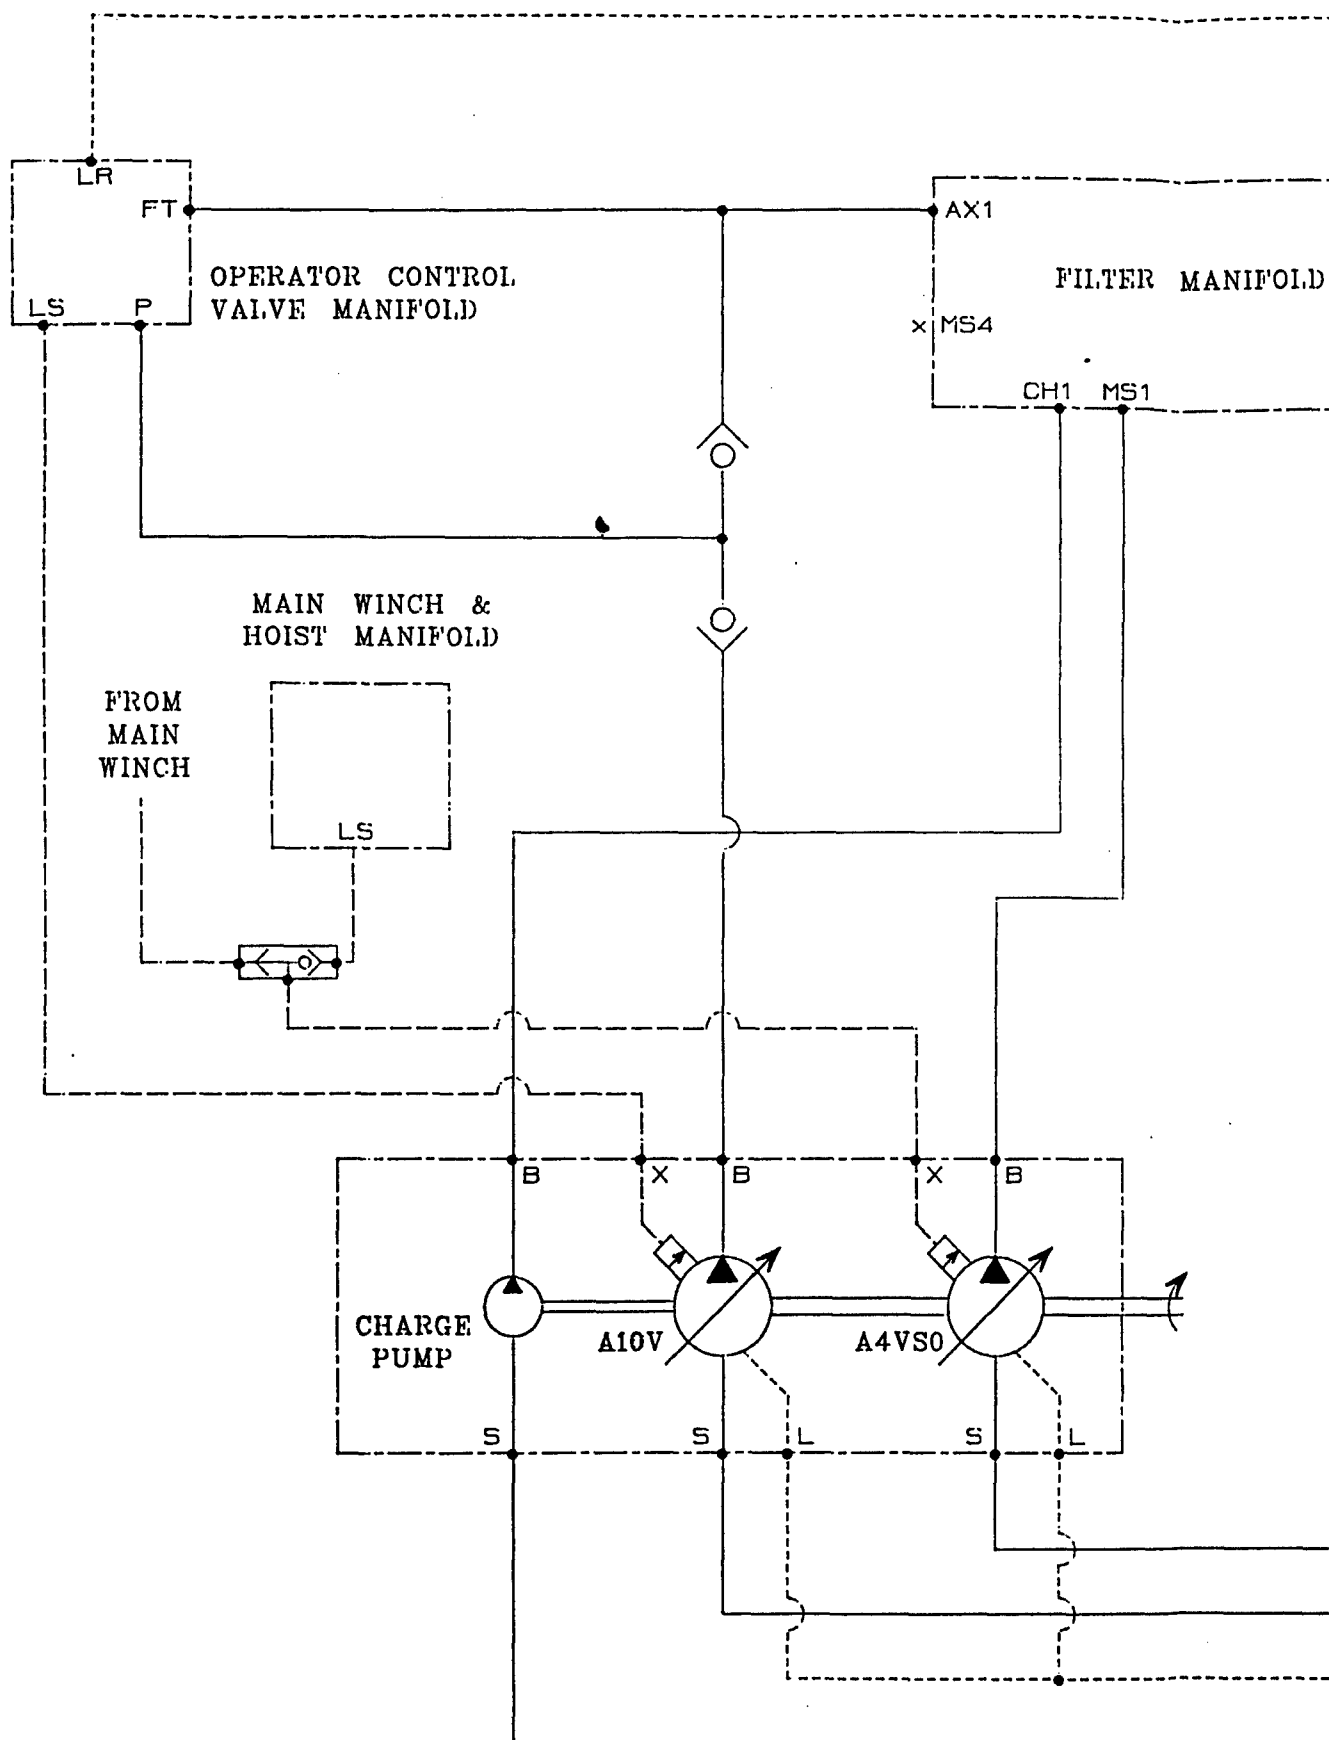 LR
FT
AX1
OPERATOR CONTROL
VALVE MANIFOLD
FILTER MANIFOLD
LS
P
x MS4
CH1
MS1
MAIN WINCH &
HOIST MANIFOLD
FROM
MAIN
WINCH
LS
B
X
B
X
B
CHARGE
PUMP
A10V
A4VSO
S
S
L
S
L